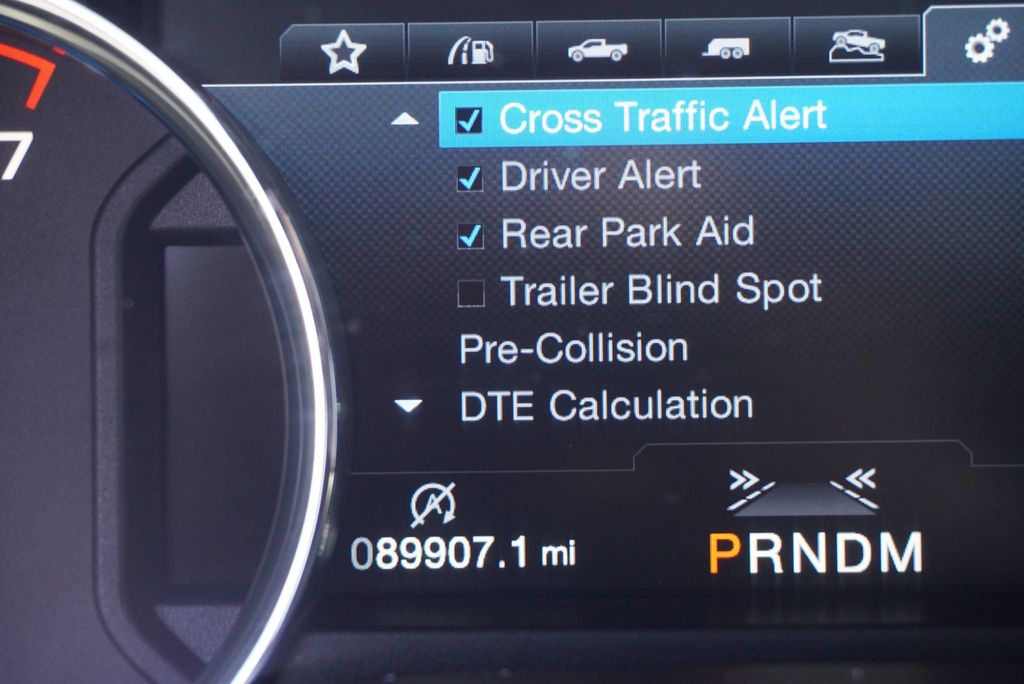 7
Cross Traffic Alert
Driver Alert
Rear Park Aid
Trailer Blind Spot
Pre-Collision
DTE Calculation
A
089907.1 mi
PRNDM